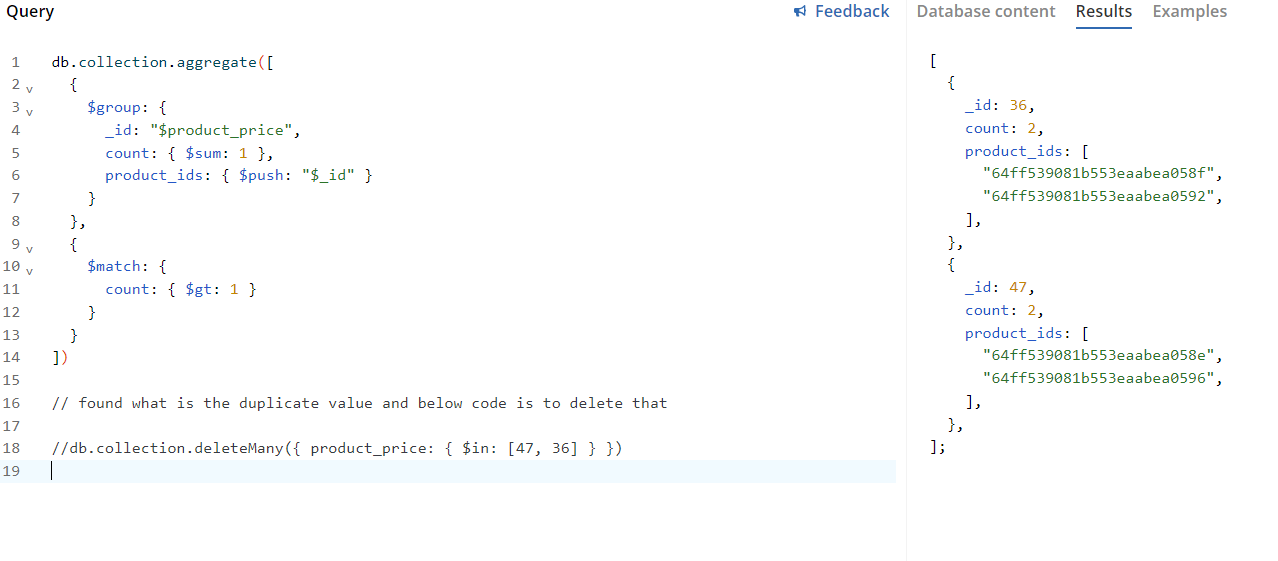 Query
Feedback
Database content
Results
Examples
1 db.collection.aggregate([
2 v {
3 v $group: {
4 _id: "$product_price",
5 count: { $sum: 1 },
6 product_ids: { $push: "$_id" }
7 }
8 },
9 v {
10 v $match: {
11 count: { $gt: 1 }
12 }
13 }
14 ])
15
16 // found what is the duplicate value and below code is to delete that
17
18 //db.collection.deleteMany({ product_price: { $in: [47, 36] } })
19
[
{
_id: 36,
count: 2,
product_ids: [
"64ff539081b553eaabea058f",
"64ff539081b553eaabea0592",
],
},
{
_id: 47,
count: 2,
product_ids: [
"64ff539081b553eaabea058e",
"64ff539081b553eaabea0596",
],
},
];